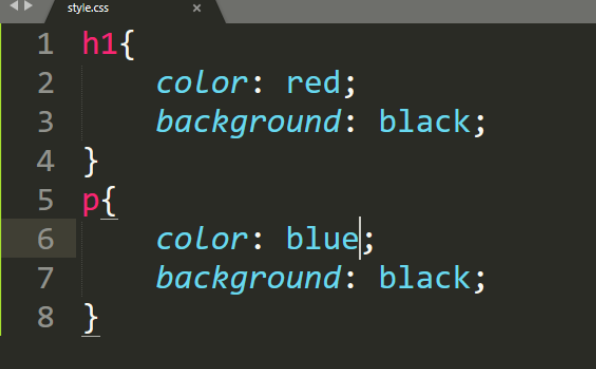 style.css ×
1 h1{
2 color: red;
3 background: black;
4 }
5 p{
6 color: blue;
7 background: black;
8 }